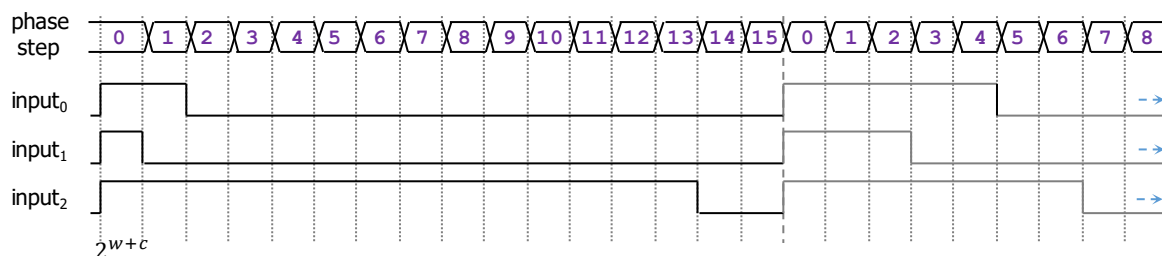 phase step 0 1 2 3 4 5 6 7 8 9 10 11 12 13 14 15 0 1 2 3 4 5 6 7 8
input₀
input₁
input₂
2^{w+c}